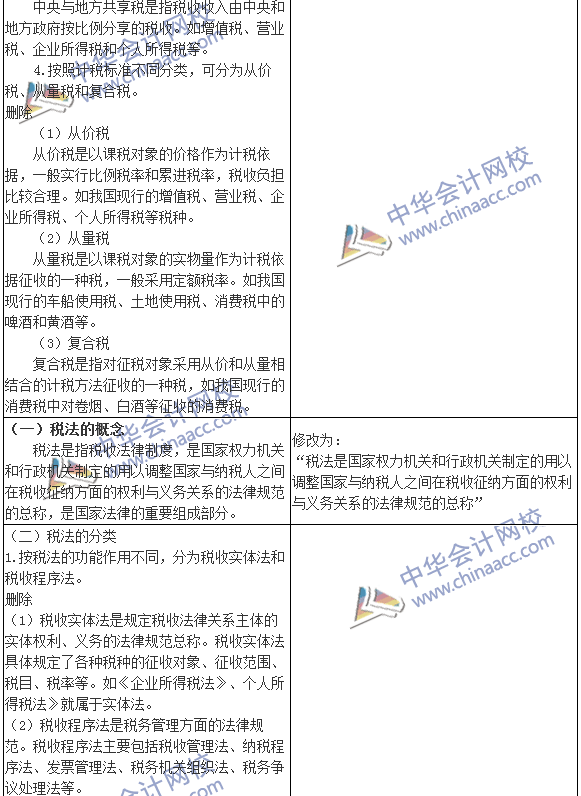 中央与地方共享税是指税收收入由中央和
地方政府按比例分享的税收。如增值税、营业
税、企业所得税和个人所得税等。
4.按照计税标准不同分类，可分为从价
税、从量税和复合税。
删除
（1）从价税
从价税是以课税对象的价格作为计税依
据，一般实行比例税率和累进税率，税收负担
比较合理。如我国现行的增值税、营业税、企
业所得税、个人所得税等税种。
（2）从量税
从量税是以课税对象的实物量作为计税依
据征收的一种税，一般采用定额税率。如我国
现行的车船使用税、土地使用税、消费税中的
啤酒和黄酒等。
（3）复合税
复合税是指对征税对象采用从价和从量相
结合的计税方法征收的一种税，如我国现行的
消费税中对卷烟、白酒等征收的消费税。
（一）税法的概念
税法是指税收法律制度，是国家权力机关
和行政机关制定的用以调整国家与纳税人之间
在税收征纳方面的权利与义务关系的法律规范
的总称，是国家法律的重要组成部分。
修改为：
“税法是国家权力机关和行政机关制定的用以
调整国家与纳税人之间在税收征纳方面的权利
与义务关系的法律规范的总称”
（二）税法的分类
1.按税法的功能作用不同，分为税收实体法和
税收程序法。
删除
（1）税收实体法是规定税收法律关系主体的
实体权利、义务的法律规范总称。税收实体法
具体规定了各种税种的征收对象、征收范围、
税目、税率等。如《企业所得税法》、个人所
得税法》就属于实体法。
（2）税收程序法是税务管理方面的法律规
范。税收程序法主要包括税收管理法、纳税程
序法、发票管理法、税务机关组织法、税务争
议处理法等。
中华会计网校
www.chinaacc.com
中华会计网校
www.chinaacc.com
中华会计网校
www.chinaacc.com
中华会计网校
www.chinaacc.com
中华会计网校
www.chinaacc.com